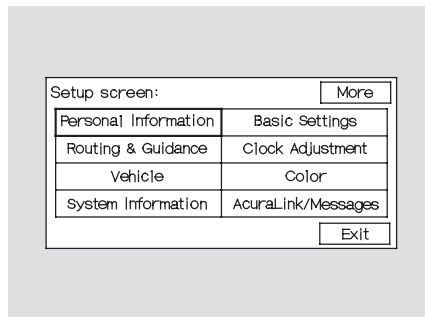 Setup screen: More
Personal Information Basic Settings
Routing & Guidance Clock Adjustment
Vehicle Color
System Information AcuraLink/Messages
Exit